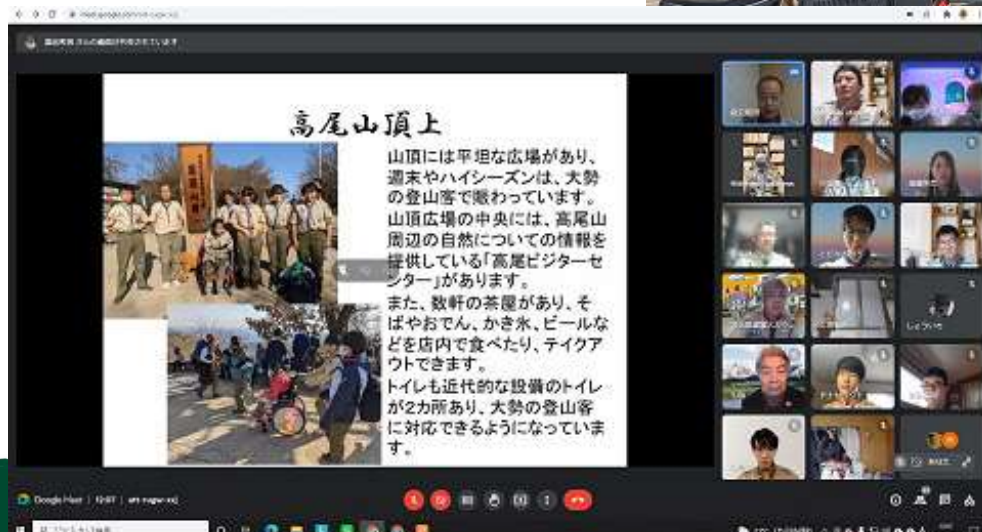 高尾山頂上
山頂には平坦な広場があり、
週末やハイシーズンは、大勢
の登山客で賑わっています。
山頂広場の中央には、高尾山
周辺の自然についての情報を
提供している「高尾ビジターセ
ンター」があります。
また、数軒の茶屋があり、そ
ばやおでん、かき氷、ビールな
どを店内で食べたり、テイクア
ウトできます。
トイレも近代的な設備のトイレ
が2カ所あり、大勢の登山客
に対応できるようになっていま
す。
しょういち
Google Meet